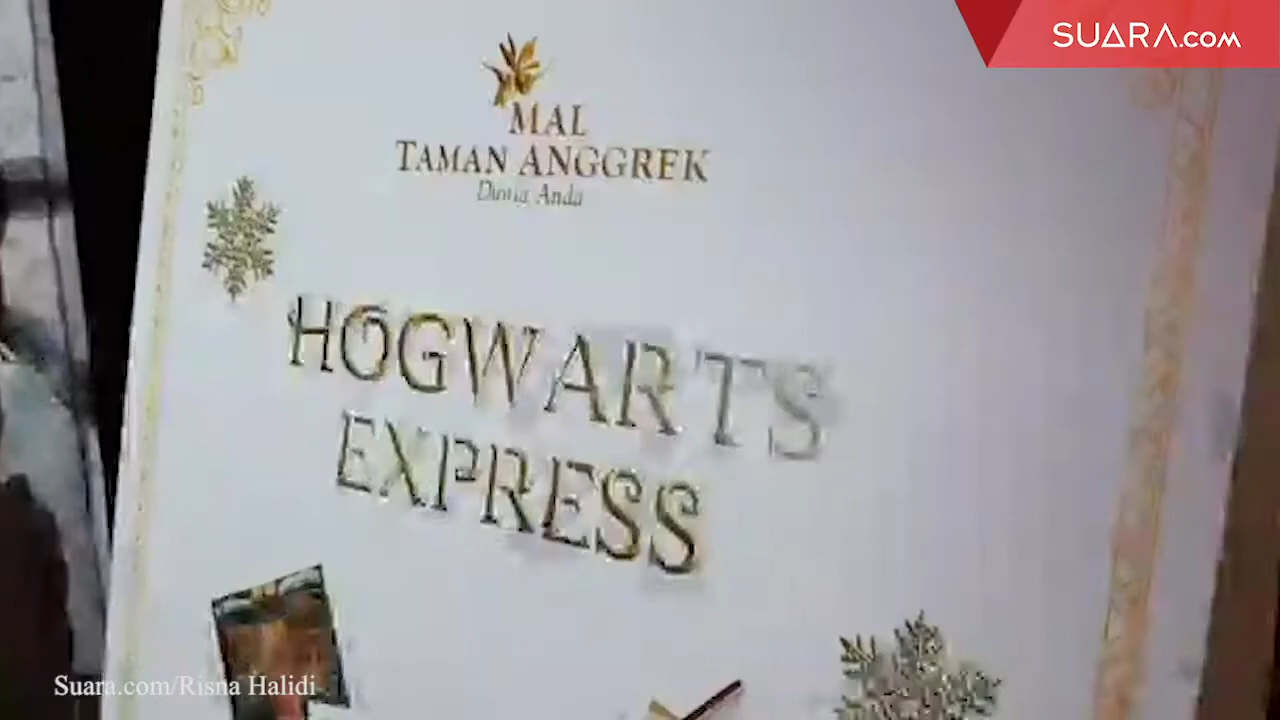 SUARA.com
MAL
TAMAN ANGGREK
Dunia Anda
HOGWARTS
EXPRESS
Suara.com/Risna Halidi